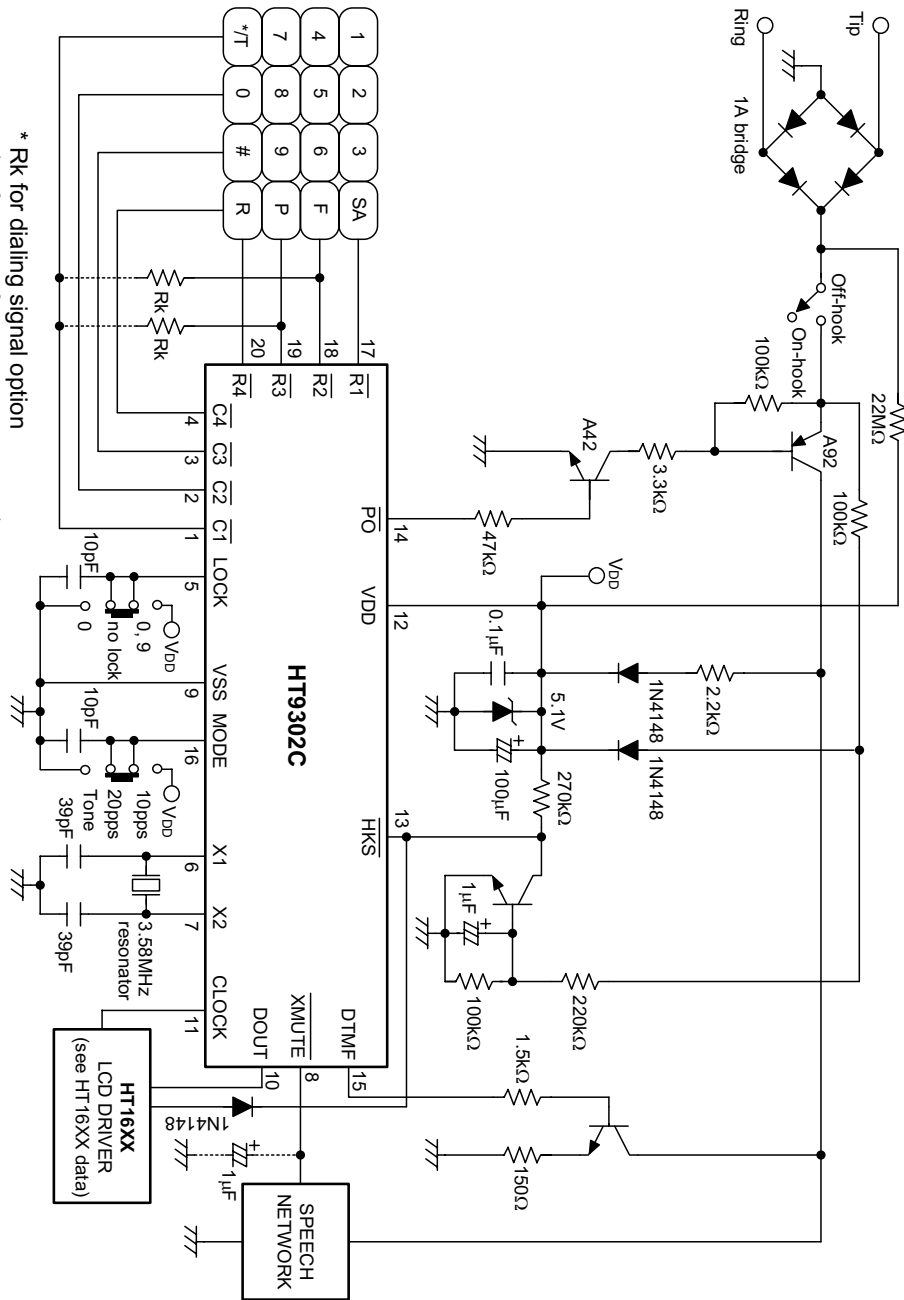 Tip
Ring
1A bridge
Off-hook
On-hook
22MΩ
100kΩ
A92
100kΩ
3.3kΩ
A42
47kΩ
VDD
2.2kΩ
1N4148
1N4148
0.1µF
5.1V
100µF
270kΩ
1µF
100kΩ
220kΩ
1.5kΩ
150Ω
1 2 3 SA
4 5 6 F
7 8 9 P
*/T 0 # R
Rk
Rk
17 18 19 20
R1 R2 R3 R4
14 12 13 15
PO VDD HKS DTMF
HT9302C
C4 C3 C2 C1 LOCK VSS MODE X1 X2 CLOCK DOUT XMUTE
4 3 2 1 5 9 16 6 7 11 10 8
10pF
VDD
0, 9
no lock
0
10pF
VDD
10pps
20pps
Tone
39pF
39pF
3.58MHz
resonator
HT16XX
LCD DRIVER
(see HT16XX data)
1N4148
1µF
SPEECH
NETWORK
* Rk for dialing signal option